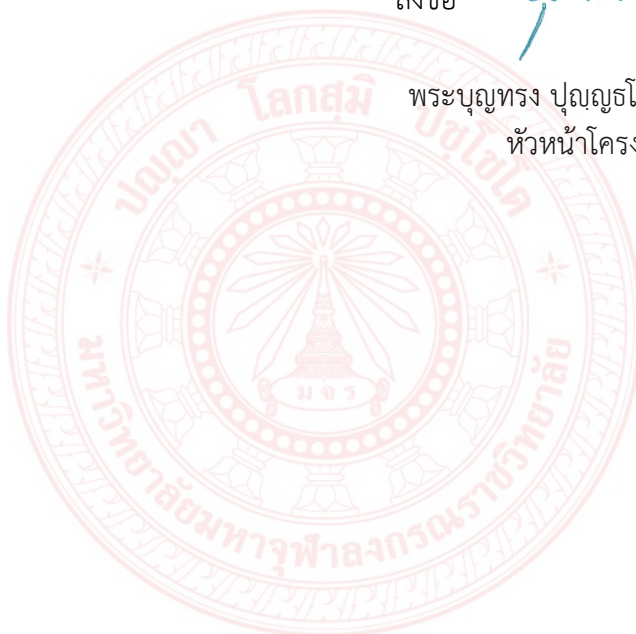 ลงชื่อ
พระบุญทรง ปุญฺญธโ
หัวหน้าโครง
ปญฺญา โลกสฺมิ ปชฺโชโต
ม จ ร
มหาวิทยาลัยมหาจุฬาลงกรณราชวิทยาลัย